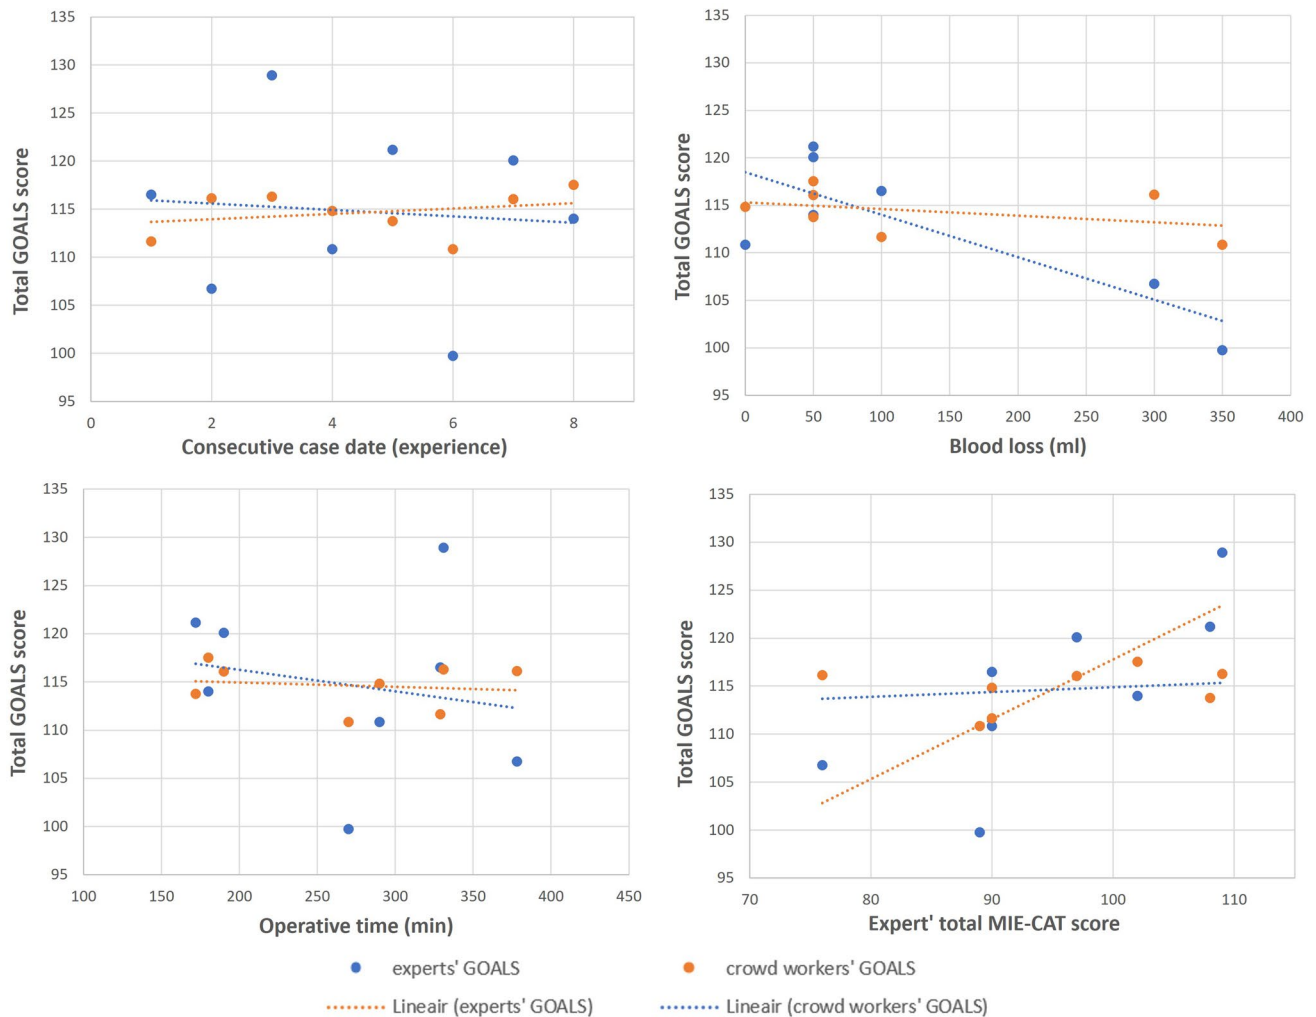 135
130
125
120
115
110
105
100
95
0 2 4 6 8
Total GOALS score
Consecutive case date (experience)
135
130
125
120
115
110
105
100
95
0 50 100 150 200 250 300 350 400
Total GOALS score
Blood loss (ml)
135
130
125
120
115
110
105
100
95
100 150 200 250 300 350 400 450
Total GOALS score
Operative time (min)
135
130
125
120
115
110
105
100
95
70 80 90 100 110
Total GOALS score
Expert' total MIE-CAT score
experts' GOALS crowd workers' GOALS
Lineair (experts' GOALS) Lineair (crowd workers' GOALS)